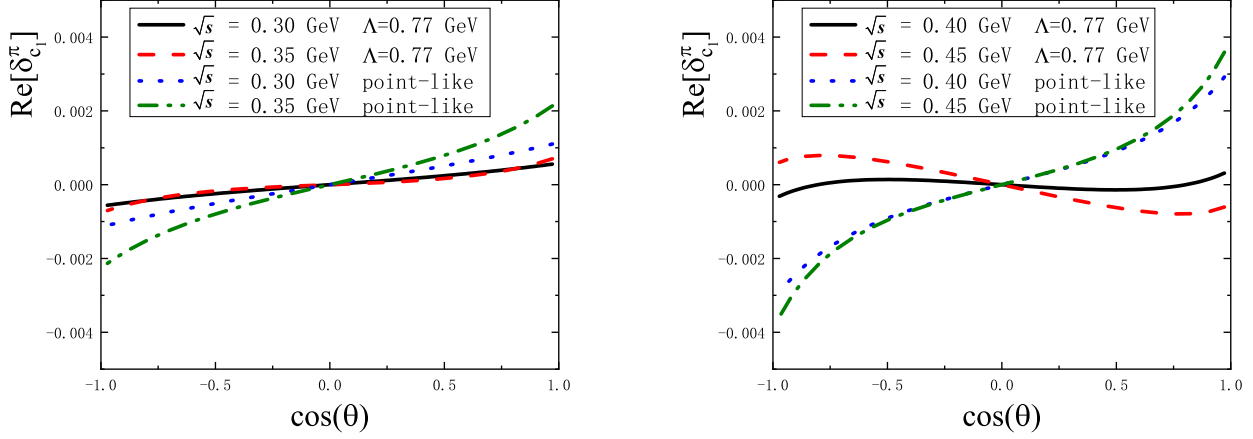 √s = 0.30 GeV Λ=0.77 GeV
√s = 0.35 GeV Λ=0.77 GeV
√s = 0.30 GeV point-like
√s = 0.35 GeV point-like
Re[δ^π_{c₁}]
0.004
0.002
0.000
-0.002
-0.004
-1.0 -0.5 0.0 0.5 1.0
cos(θ)
√s = 0.40 GeV Λ=0.77 GeV
√s = 0.45 GeV Λ=0.77 GeV
√s = 0.40 GeV point-like
√s = 0.45 GeV point-like
Re[δ^π_{c₁}]
0.004
0.002
0.000
-0.002
-0.004
-1.0 -0.5 0.0 0.5 1.0
cos(θ)